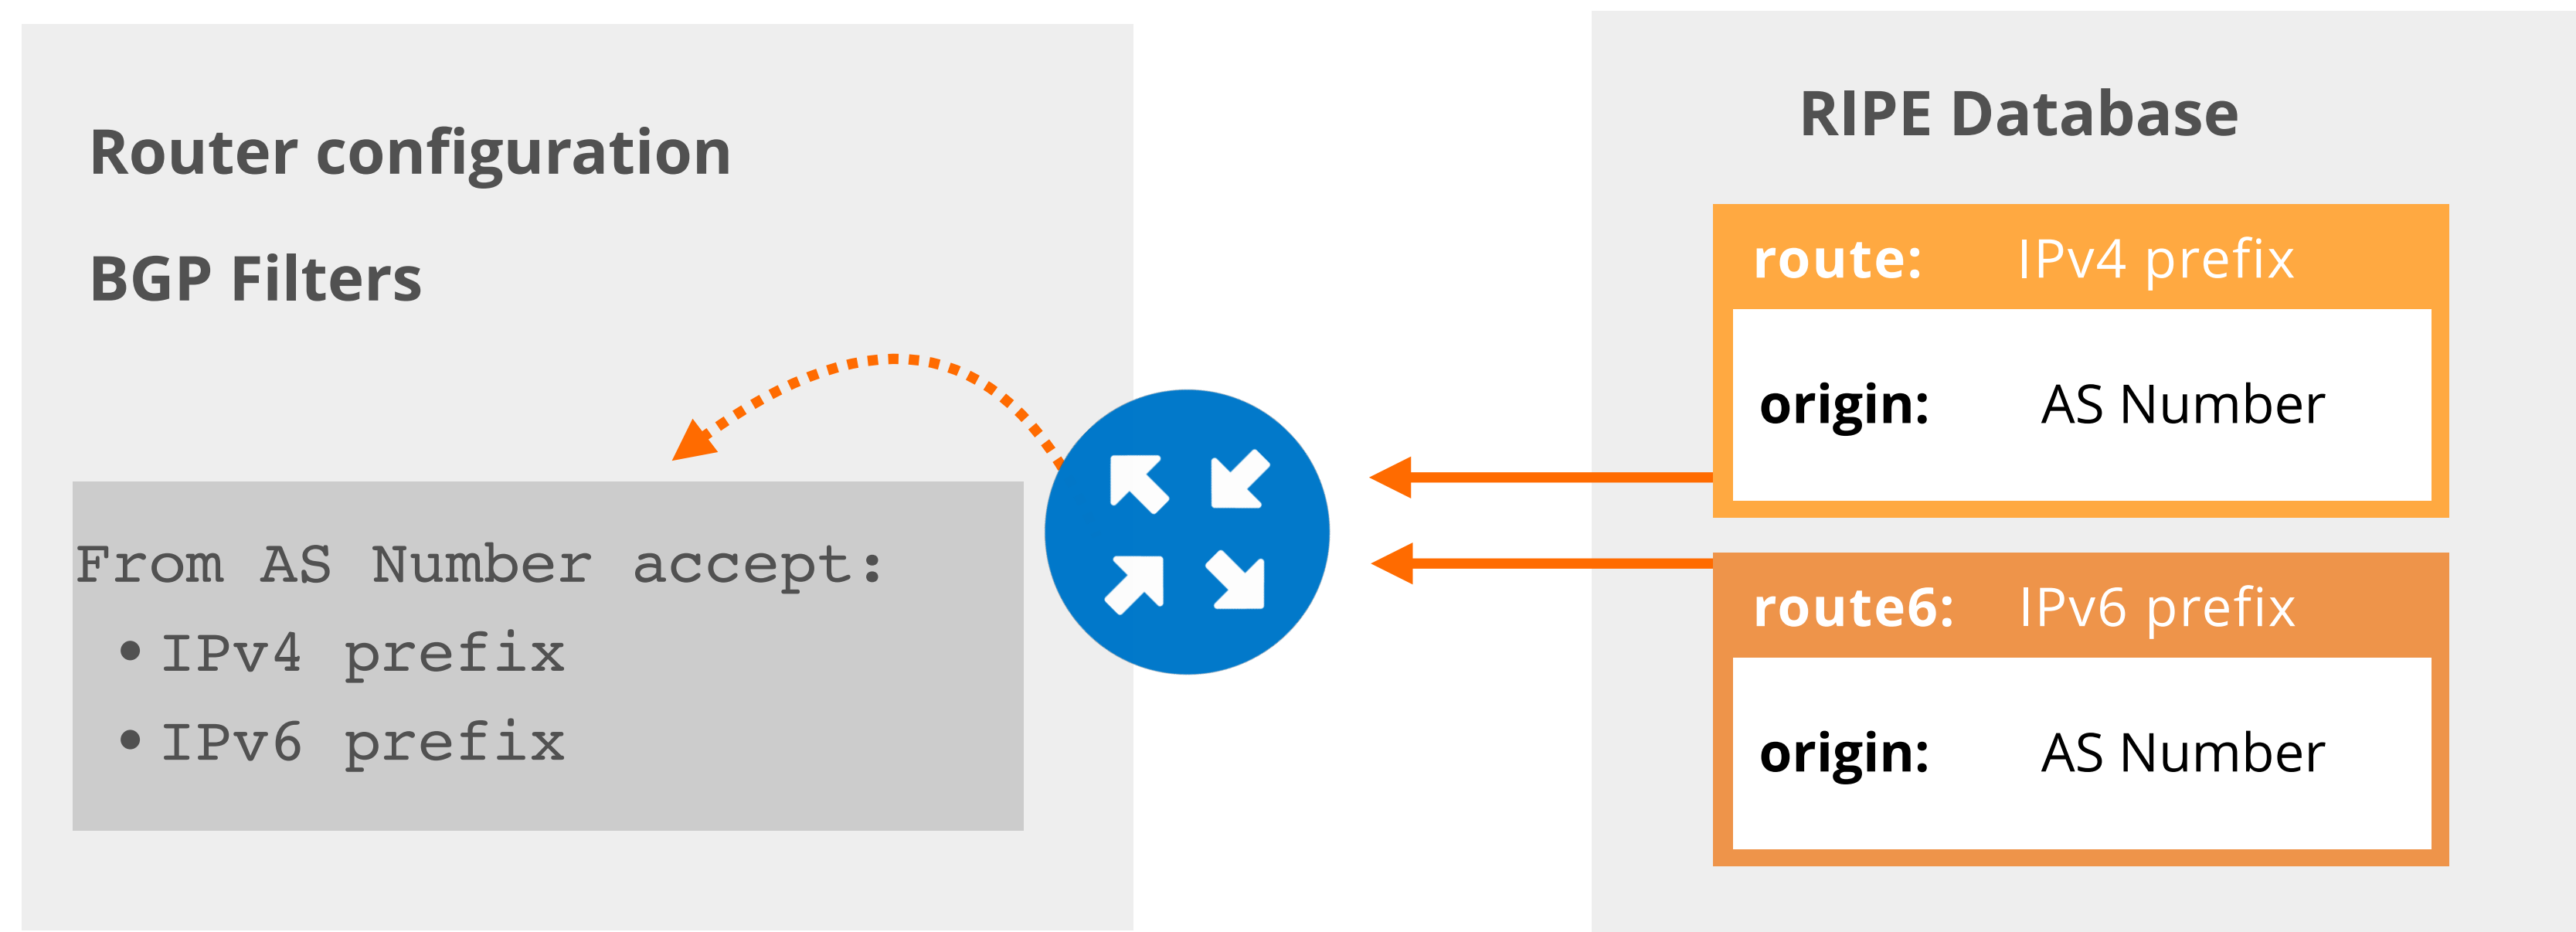 Router configuration
BGP Filters
From AS Number accept:
• IPv4 prefix
• IPv6 prefix
RIPE Database
route: IPv4 prefix
origin: AS Number
route6: IPv6 prefix
origin: AS Number